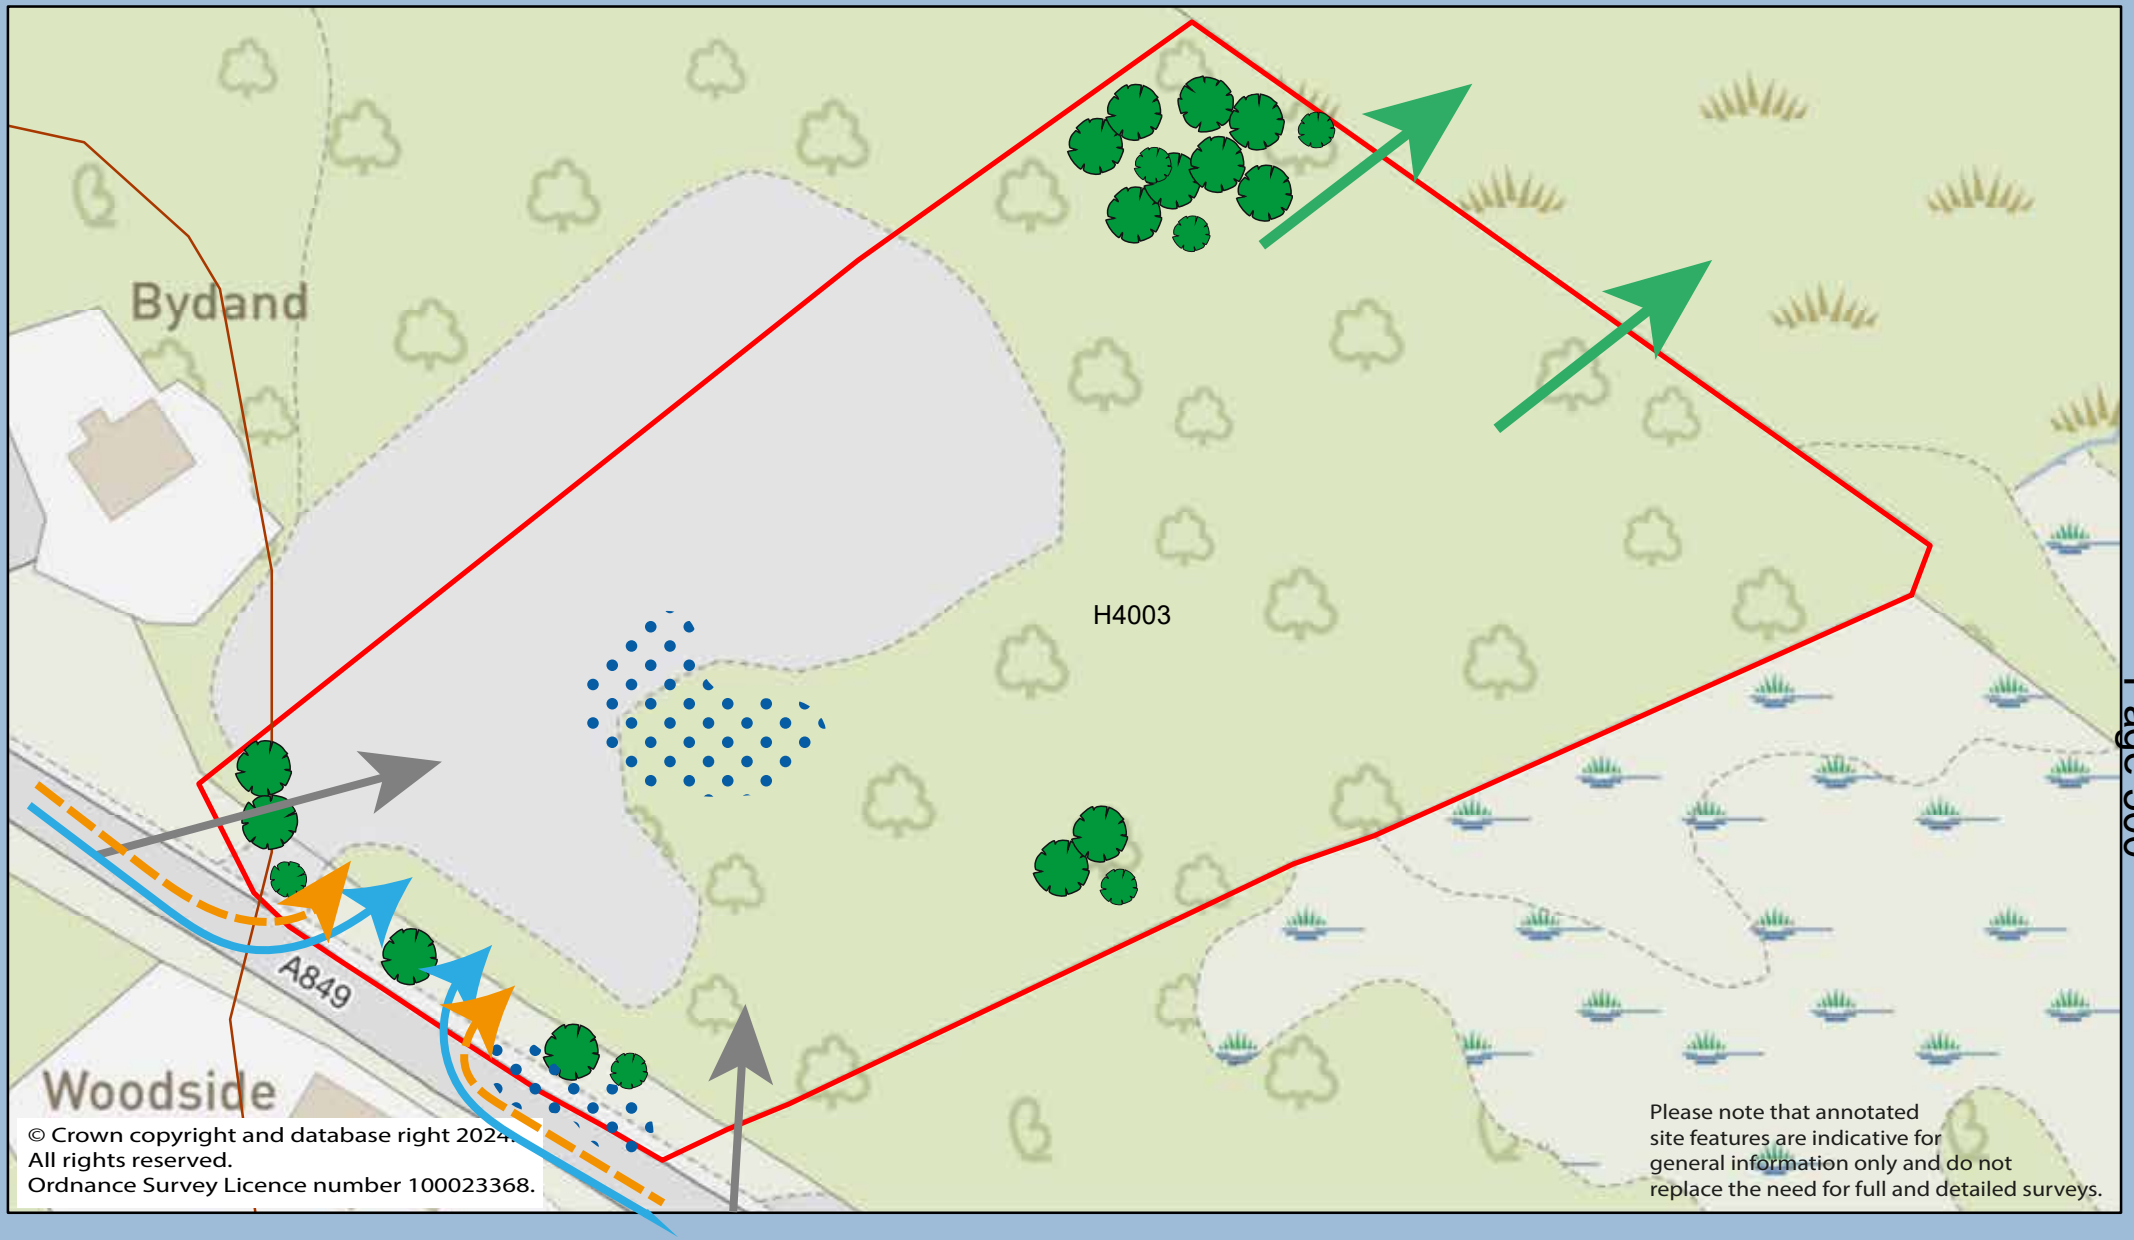 Bydand
H4003
A849
Woodside
© Crown copyright and database right 2024.
All rights reserved.
Ordnance Survey Licence number 100023368.
Please note that annotated
site features are indicative for
general information only and do not
replace the need for full and detailed surveys.